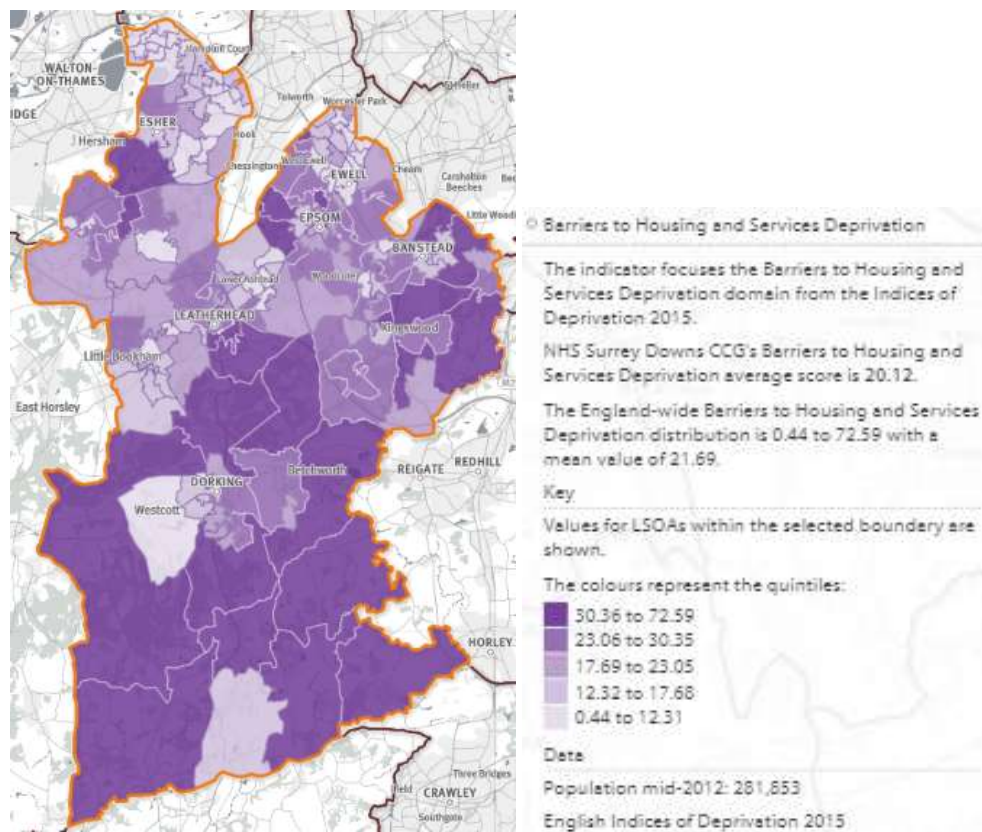 Hampton Court
WALTON-
ON-THAMES
Tolworth
Worcester Park
ESHER
Hersham
Hook
Chessington
EWELL
Cheam
Carshalton
Beeches
EPSOM
BANSTEAD
Lower Ashtead
LEATHERHEAD
Kingswood
Little Bookham
East Horsley
Betchworth
REIGATE
REDHILL
DORKING
Westcott
HORLEY
Three Bridges
CRAWLEY
Southgate
Barriers to Housing and Services Deprivation
The indicator focuses the Barriers to Housing and
Services Deprivation domain from the Indices of
Deprivation 2015.
NHS Surrey Downs CCG's Barriers to Housing and
Services Deprivation average score is 20.12.
The England-wide Barriers to Housing and Services
Deprivation distribution is 0.44 to 72.59 with a
mean value of 21.69.
Key
Values for LSOAs within the selected boundary are
shown.
The colours represent the quintiles:
30.36 to 72.59
23.06 to 30.35
17.69 to 23.05
12.32 to 17.68
0.44 to 12.31
Data
Population mid-2012: 281,853
English Indices of Deprivation 2015